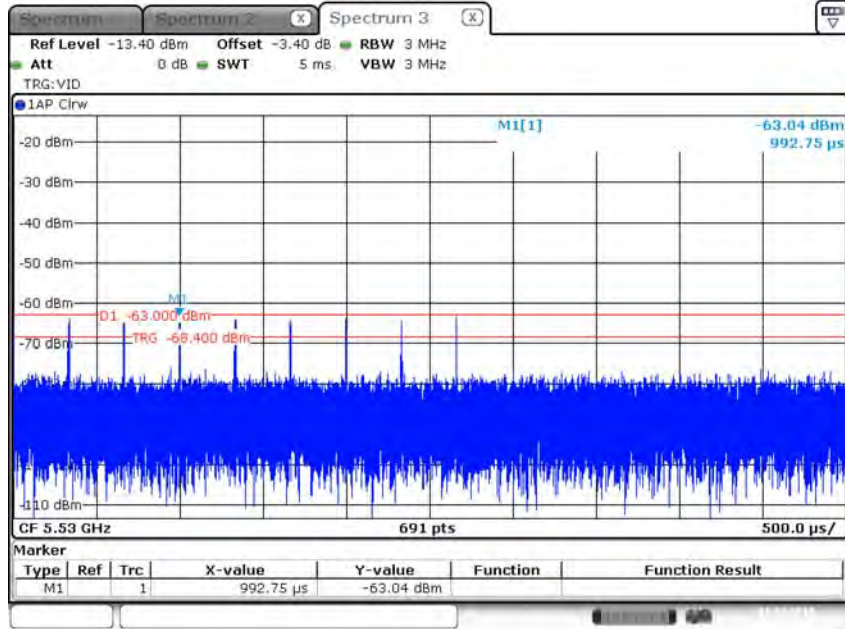 Spectrum Spectrum 2 X Spectrum 3 X
Ref Level -13.40 dBm Offset -3.40 dB RBW 3 MHz
Att 0 dB SWT 5 ms VBW 3 MHz
TRG:VID
1AP Clrw
M1[1] -63.04 dBm
992.75 µs
-20 dBm
-30 dBm
-40 dBm
-50 dBm
-60 dBm
M1
D1 -63.000 dBm
TRG -68.400 dBm
-70 dBm
-110 dBm
CF 5.53 GHz 691 pts 500.0 µs/
Marker
Type Ref Trc X-value Y-value Function Function Result
M1 1 992.75 µs -63.04 dBm